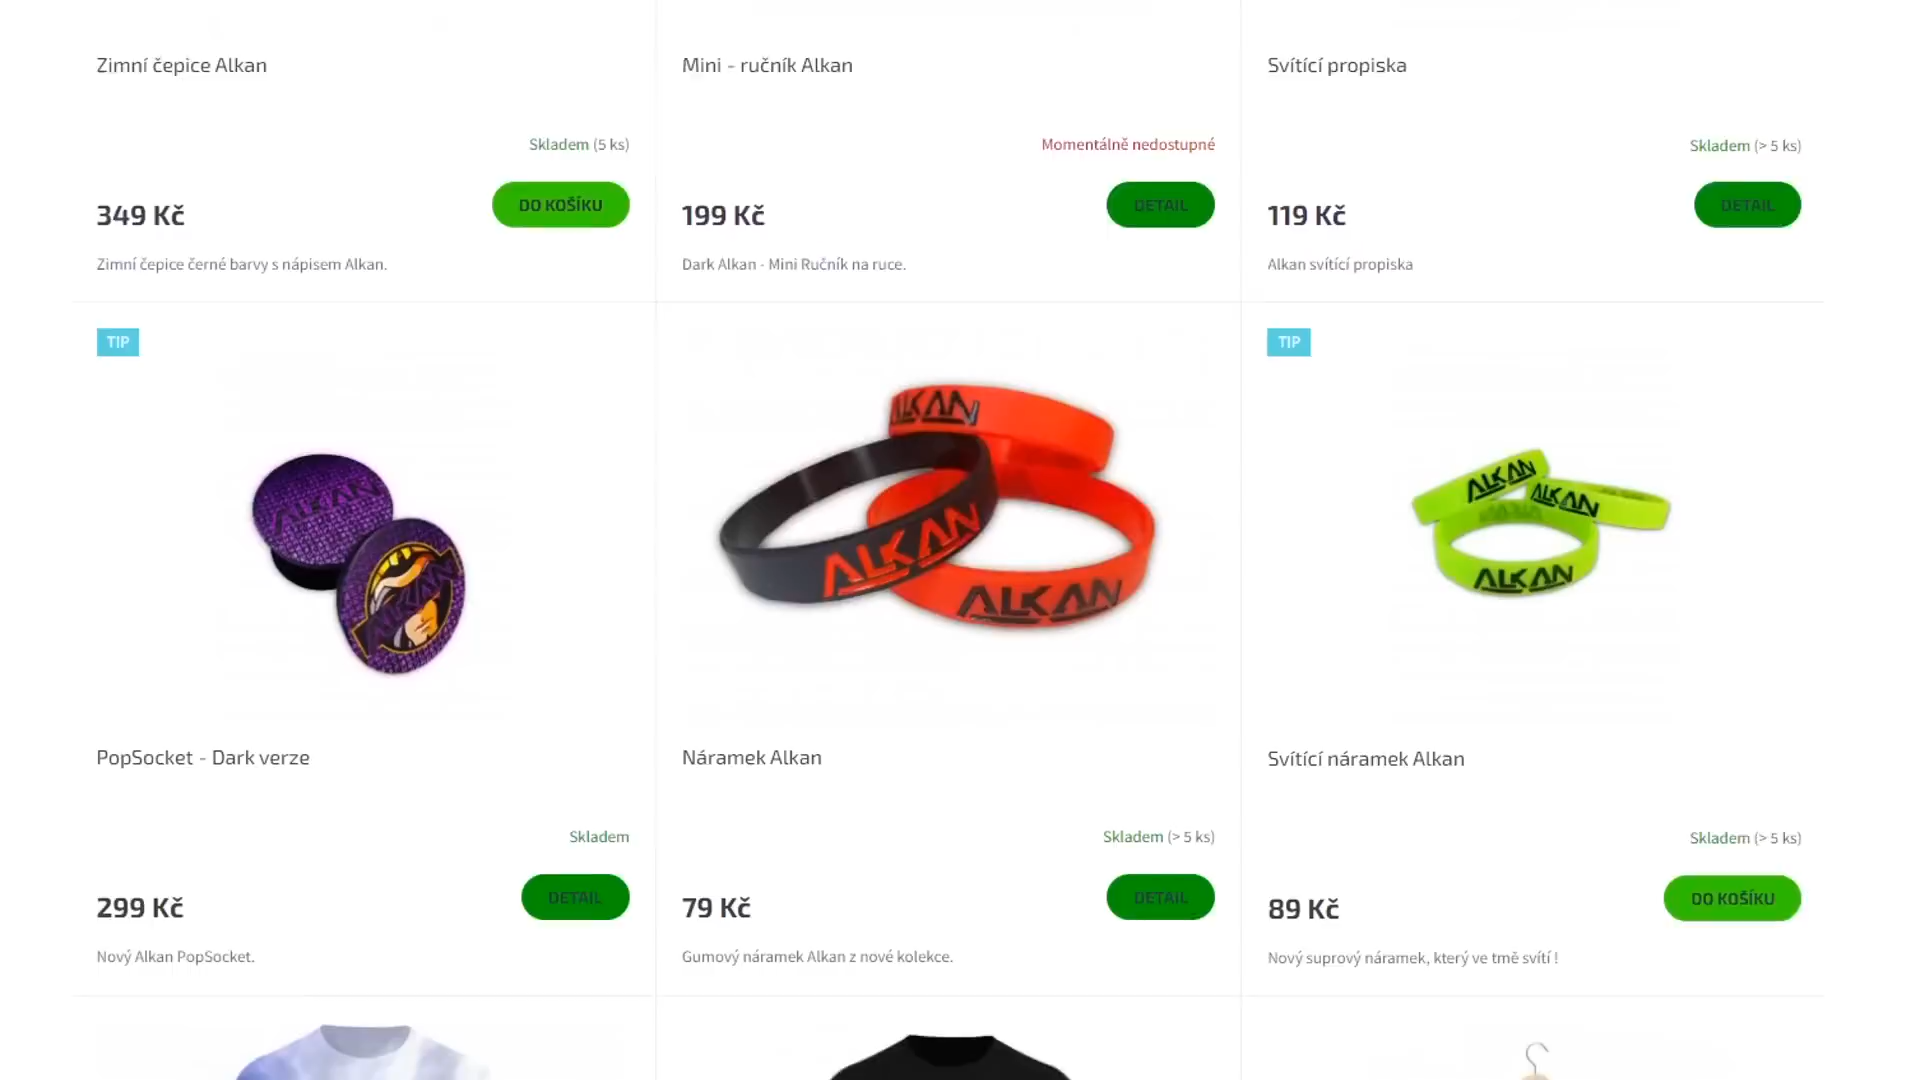 Zimní čepice Alkan
Skladem (5 ks)
349 Kč
DO KOŠÍKU
Zimní čepice černé barvy s nápisem Alkan.
Mini - ručník Alkan
Momentálně nedostupné
199 Kč
DETAIL
Dark Alkan - Mini Ručník na ruce.
Svítící propiska
Skladem (> 5 ks)
119 Kč
DETAIL
Alkan svítící propiska
TIP
ALKAN
ALKAN
PopSocket - Dark verze
Skladem
299 Kč
DETAIL
Nový Alkan PopSocket.
ALKAN
ALKAN
ALKAN
Náramek Alkan
Skladem (> 5 ks)
79 Kč
DETAIL
Gumový náramek Alkan z nové kolekce.
TIP
ALKAN
ALKAN
ALKAN
Svítící náramek Alkan
Skladem (> 5 ks)
89 Kč
DO KOŠÍKU
Nový suprový náramek, který ve tmě svítí !